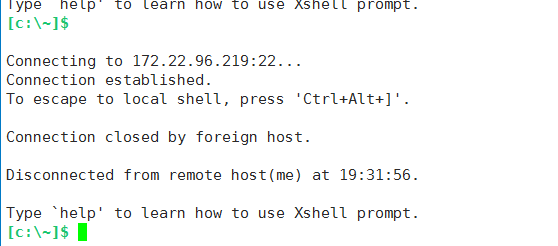 Type `help' to learn how to use Xshell prompt.
[c:\~]$
Connecting to 172.22.96.219:22...
Connection established.
To escape to local shell, press 'Ctrl+Alt+]'.
Connection closed by foreign host.
Disconnected from remote host(me) at 19:31:56.
Type `help' to learn how to use Xshell prompt.
[c:\~]$